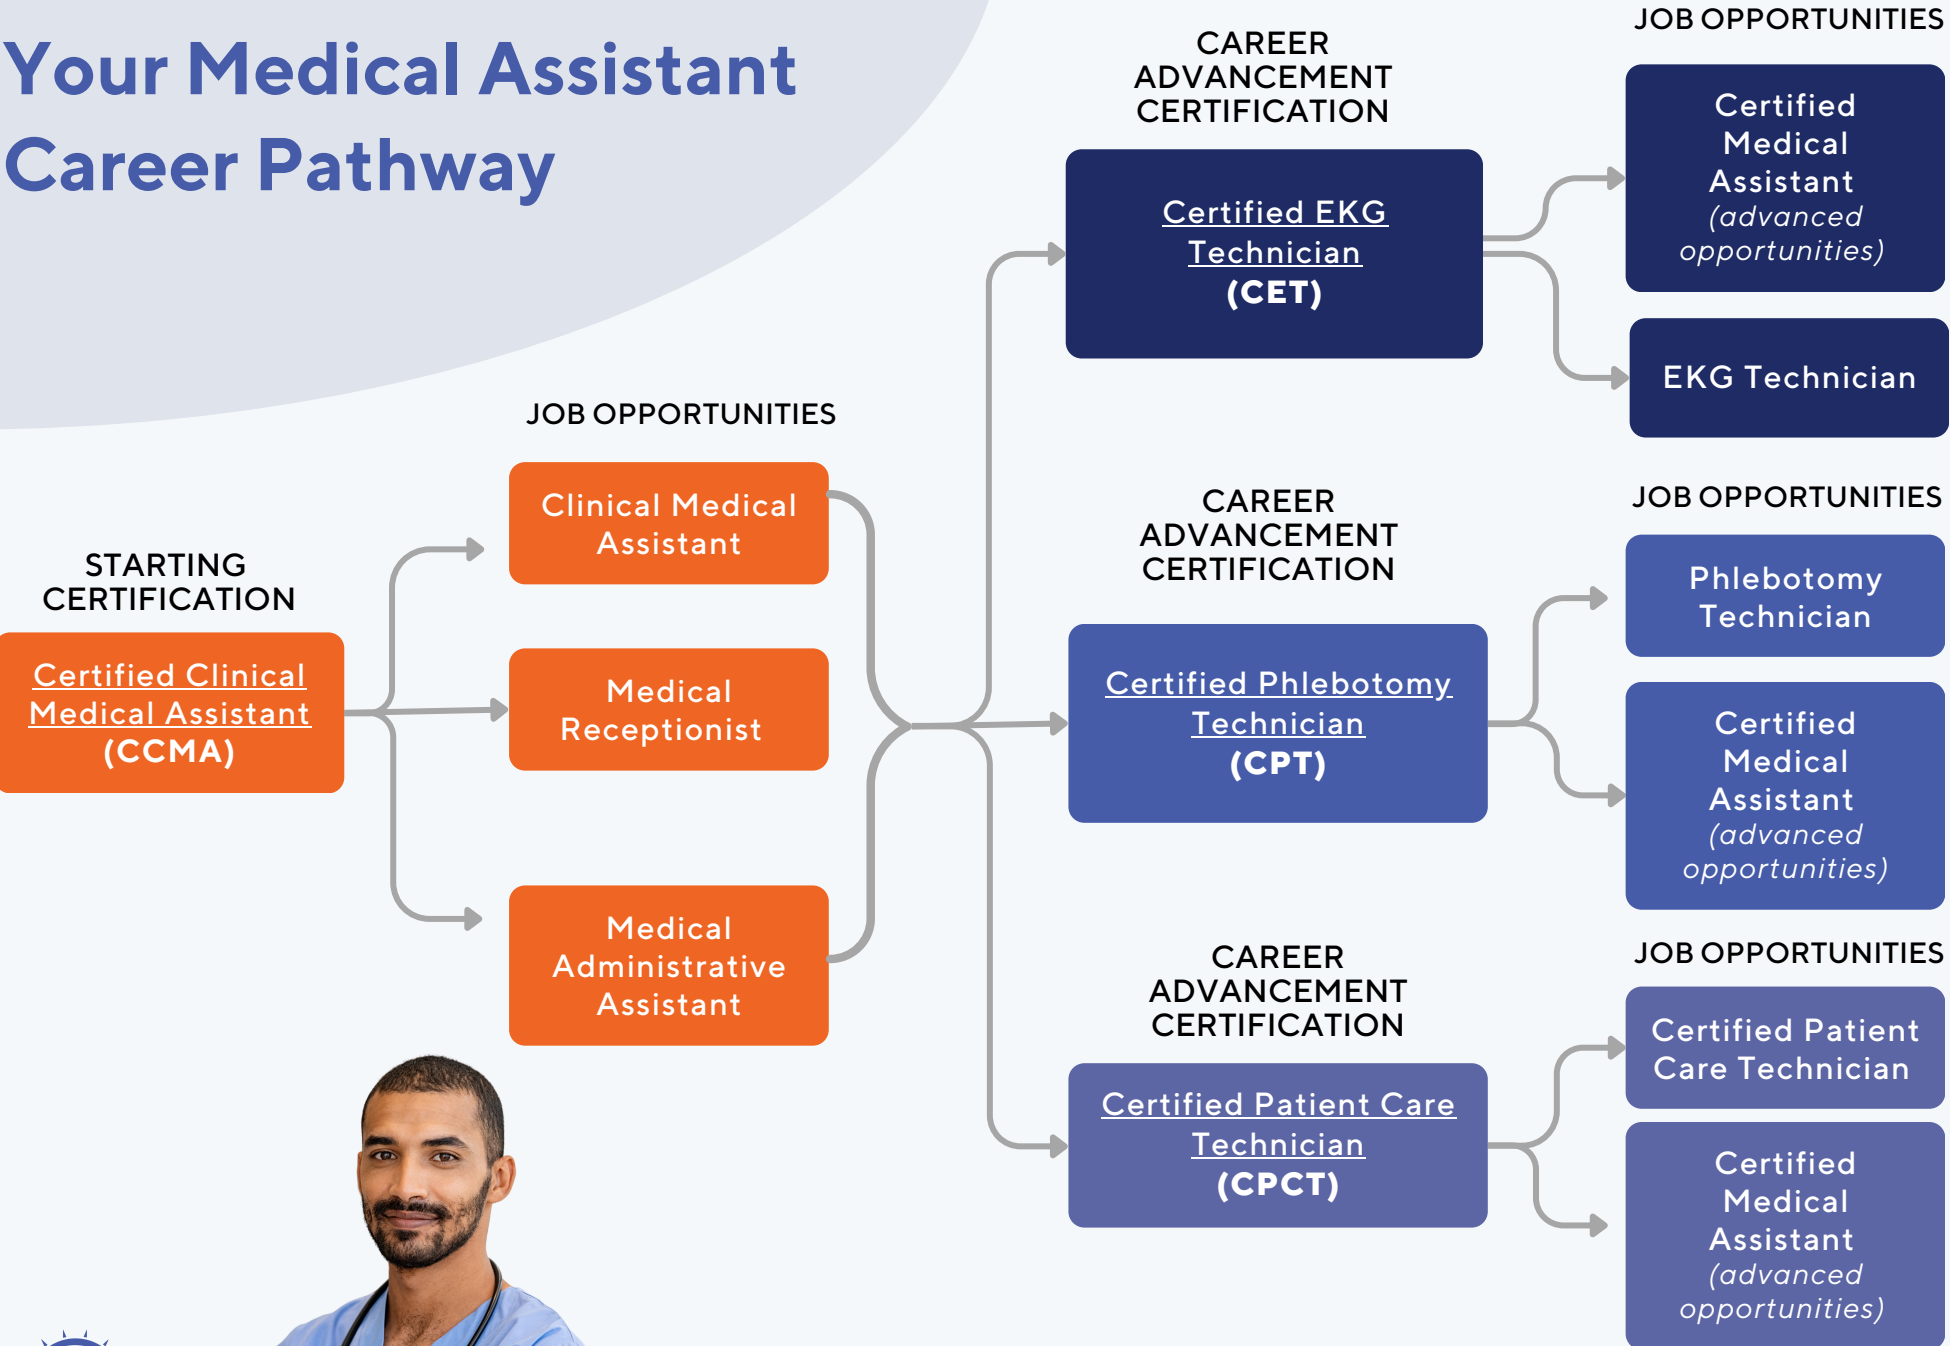 Your Medical Assistant
Career Pathway
STARTING
CERTIFICATION
Certified Clinical
Medical Assistant
(CCMA)
JOB OPPORTUNITIES
Clinical Medical
Assistant
Medical
Receptionist
Medical
Administrative
Assistant
CAREER
ADVANCEMENT
CERTIFICATION
Certified EKG
Technician
(CET)
JOB OPPORTUNITIES
Certified
Medical
Assistant
(advanced
opportunities)
EKG Technician
CAREER
ADVANCEMENT
CERTIFICATION
Certified Phlebotomy
Technician
(CPT)
JOB OPPORTUNITIES
Phlebotomy
Technician
Certified
Medical
Assistant
(advanced
opportunities)
CAREER
ADVANCEMENT
CERTIFICATION
Certified Patient Care
Technician
(CPCT)
JOB OPPORTUNITIES
Certified Patient
Care Technician
Certified
Medical
Assistant
(advanced
opportunities)